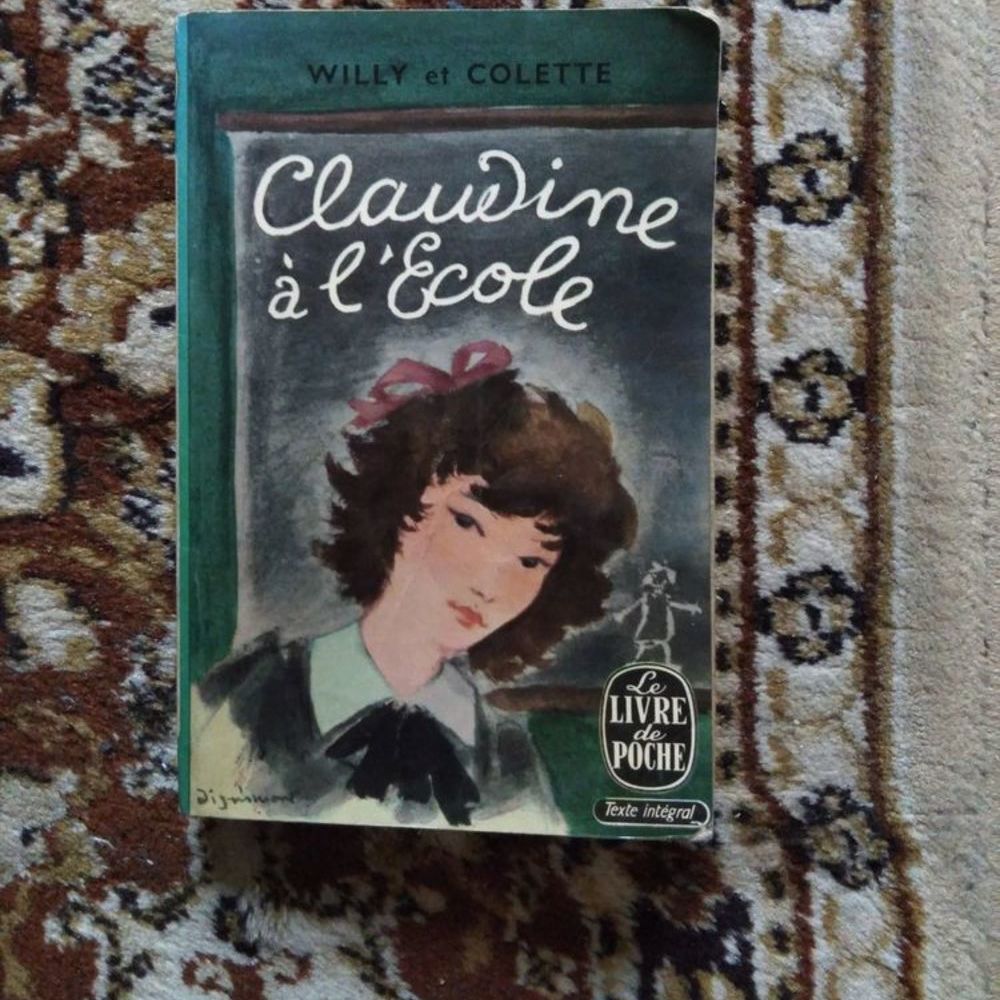 WILLY et COLETTE
Claudine
à l'Ecole
Le
LIVRE
de
POCHE
Texte intégral